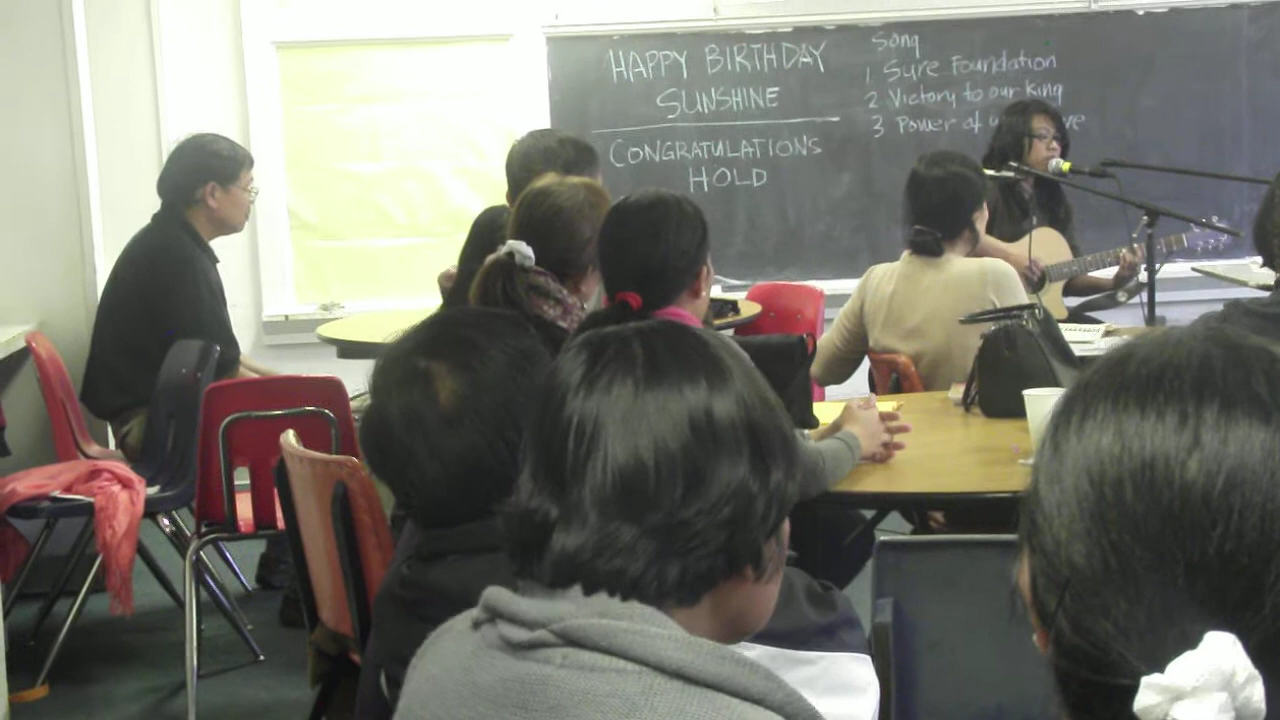 HAPPY BIRTHDAY
SUNSHINE
CONGRATULATIONS
HOLD
Song
1 Sure Foundation
2 Victory to our king
3 Power of